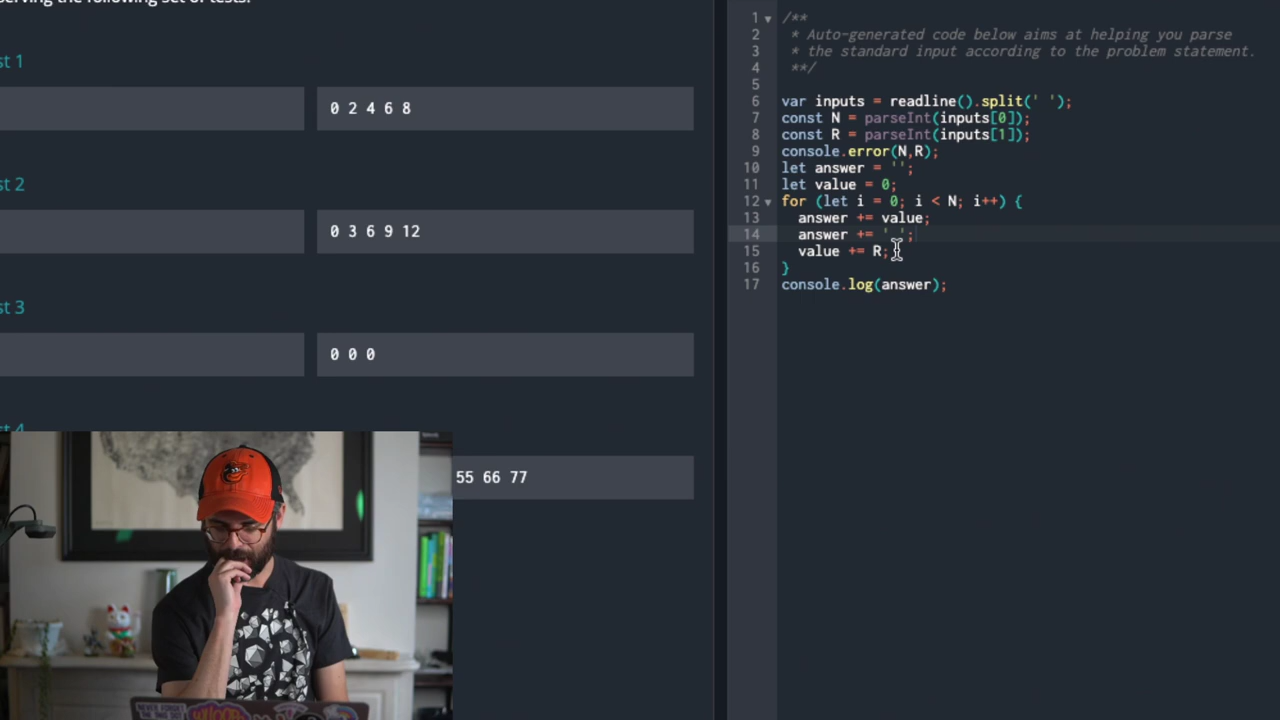 erving the following set of tests:
st 1
0 2 4 6 8
st 2
0 3 6 9 12
st 3
0 0 0
st 4
55 66 77
1 /**
2 * Auto-generated code below aims at helping you parse
3 * the standard input according to the problem statement.
4 **/
5
6 var inputs = readline().split(' ');
7 const N = parseInt(inputs[0]);
8 const R = parseInt(inputs[1]);
9 console.error(N,R);
10 let answer = '';
11 let value = 0;
12 for (let i = 0; i < N; i++) {
13 answer += value;
14 answer += ' ';
15 value += R;
16 }
17 console.log(answer);
NEVER FORGET